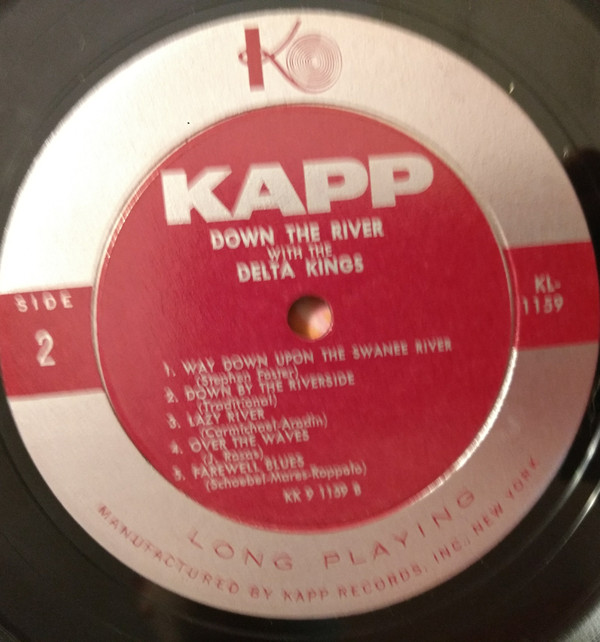 K
KAPP
DOWN THE RIVER
WITH THE
DELTA KINGS
SIDE
2
KL-
1159
1. WAY DOWN UPON THE SWANEE RIVER
(Stephen Foster)
2. DOWN BY THE RIVERSIDE
(Traditional)
3. LAZY RIVER
(Carmichael-Arodin)
4. OVER THE WAVES
(J. Rosas)
5. FAREWELL BLUES
(Schoebel-Mares-Roppolo)
KK 9 1159 B
LONG PLAYING
MANUFACTURED BY KAPP RECORDS, INC., NEW YORK